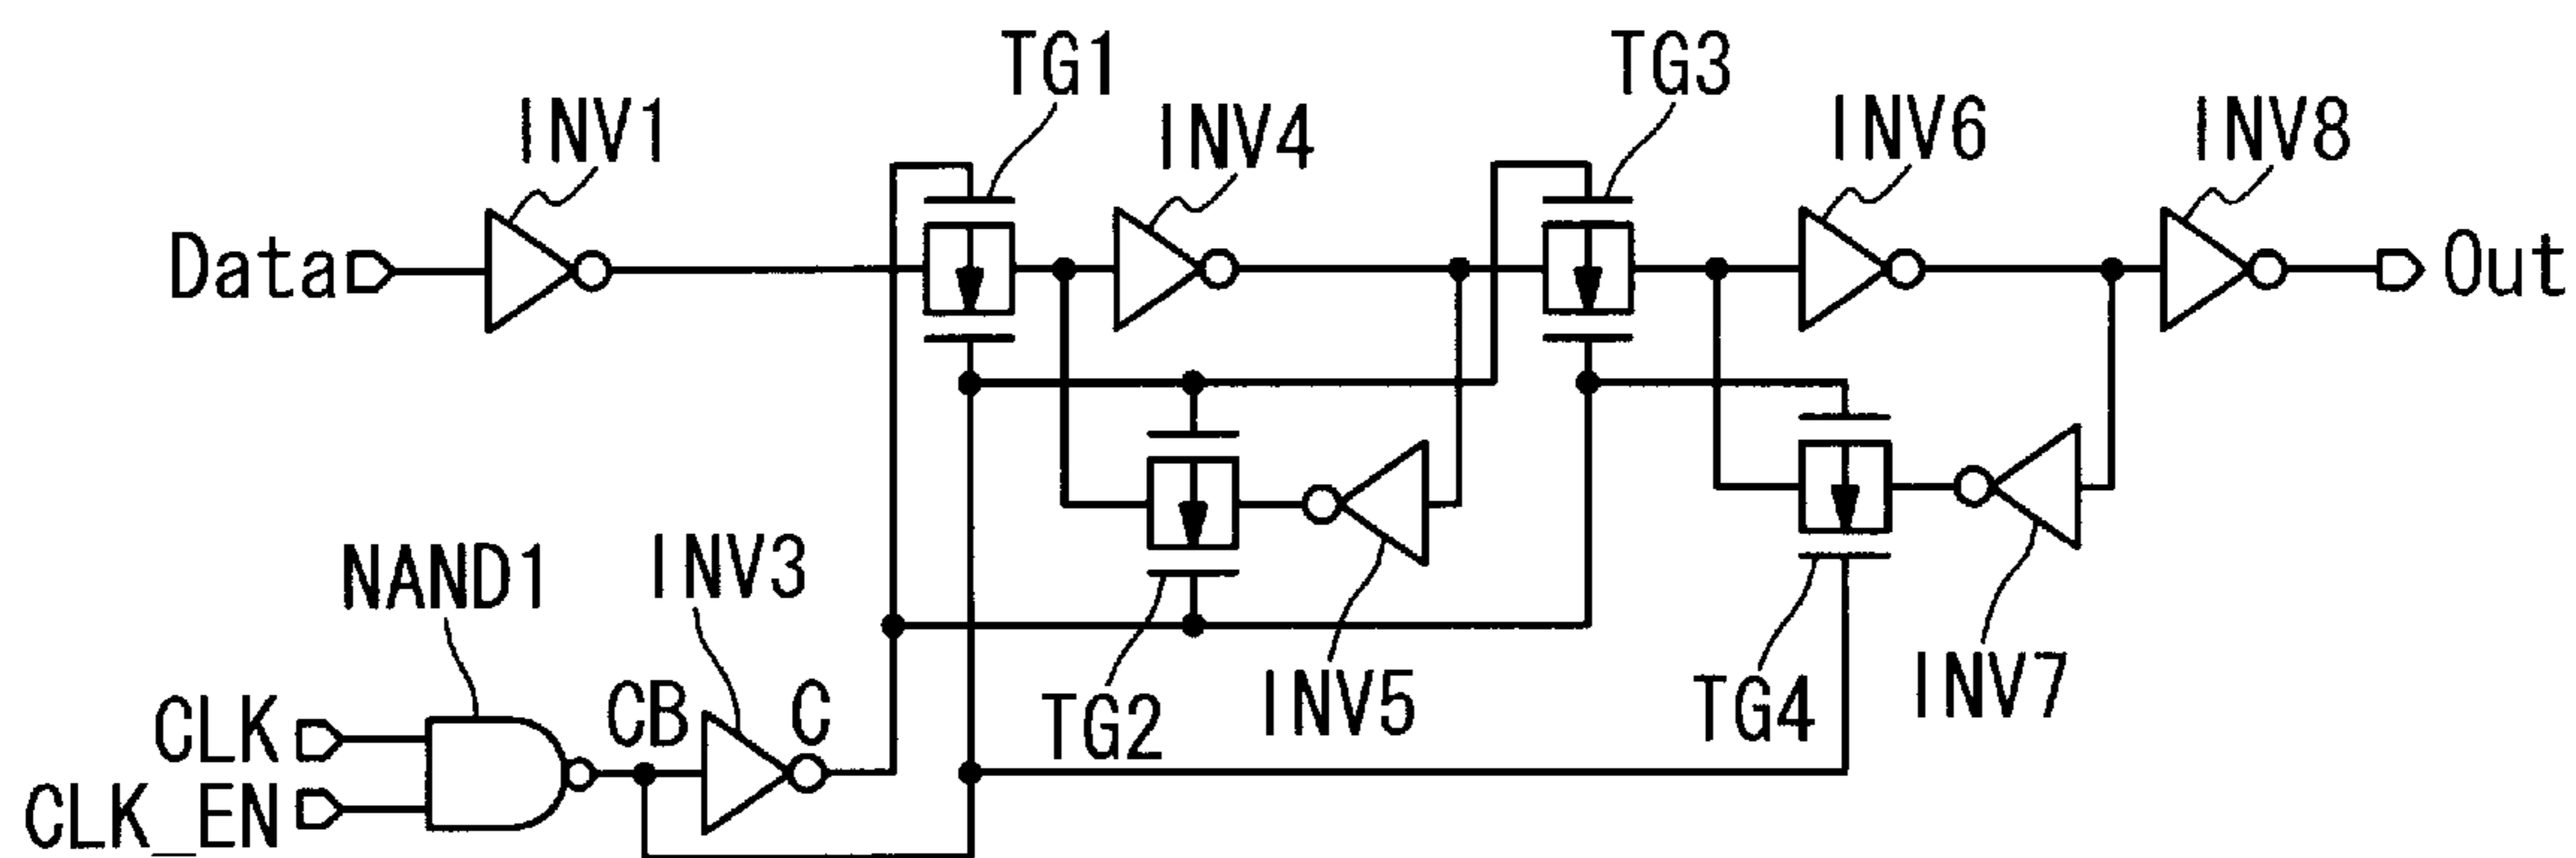 TG1
TG3
INV1
INV4
INV6
INV8
Data
Out
NAND1
INV3
CB
C
TG2
INV5
TG4
INV7
CLK
CLK_EN